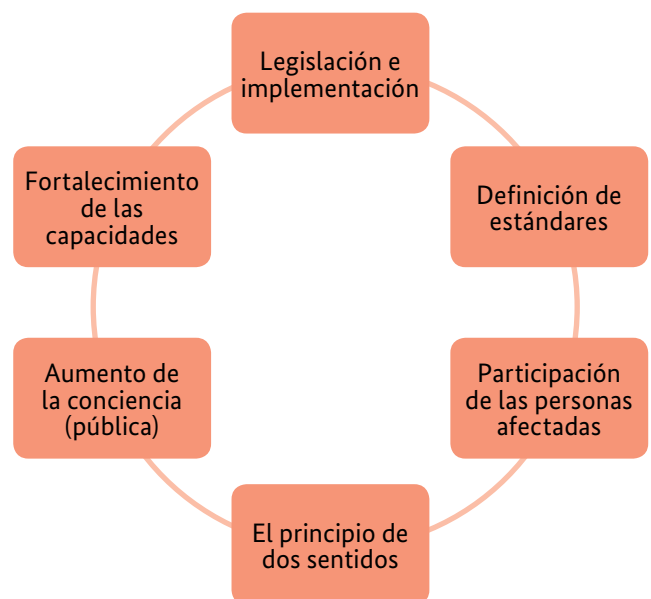 Legislación e
implementación
Definición de
estándares
Participación
de las personas
afectadas
El principio de
dos sentidos
Aumento de
la conciencia
(pública)
Fortalecimiento
de las
capacidades